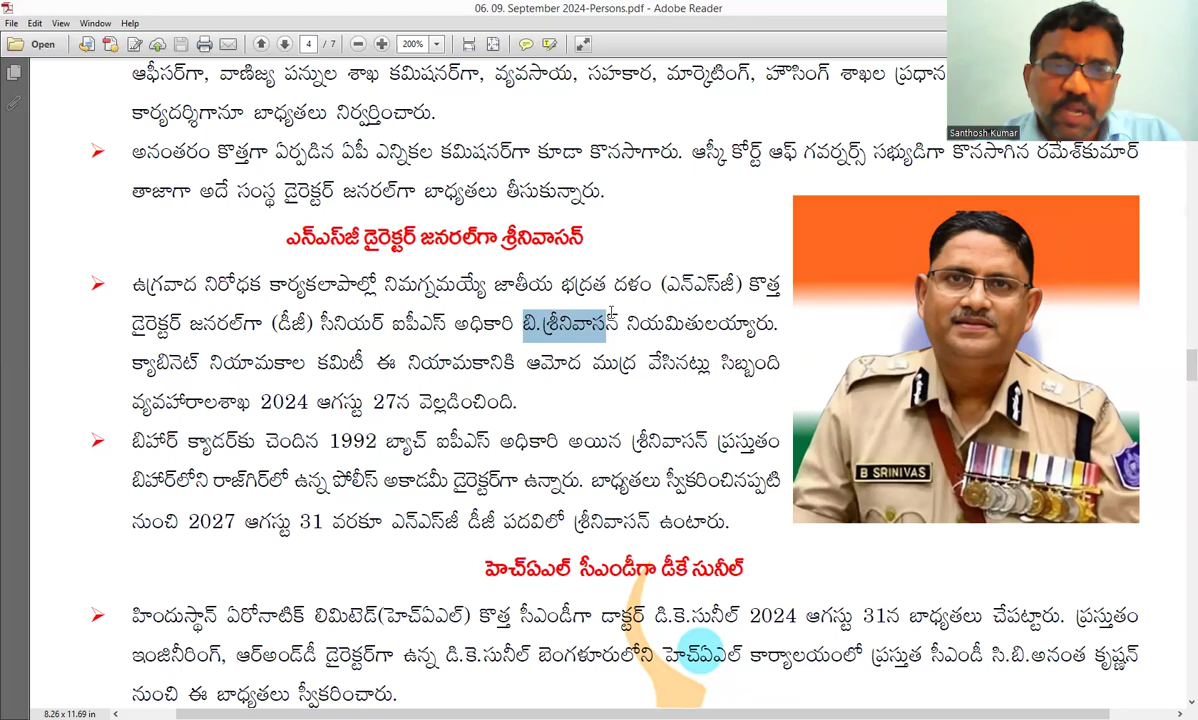 06. 09. September 2024-Persons.pdf - Adobe Reader
File Edit View Window Help
Open 4 / 7 200%
Santhosh Kumar
ఆఫీసర్‌గా, వాణిజ్య పన్నుల శాఖ కమిషనర్‌గా, వ్యవసాయ, సహకార, మార్కెటింగ్, హౌసింగ్ శాఖల ప్రధాన
కార్యదర్శిగానూ బాధ్యతలు నిర్వర్తించారు.
అనంతరం కొత్తగా ఏర్పడిన ఏపీ ఎన్నికల కమిషనర్‌గా కూడా కొనసాగారు. ఆస్కీ కోర్ట్ ఆఫ్ గవర్నర్స్ సభ్యుడిగా కొనసాగిన రమేశ్‌కుమార్
తాజాగా అదే సంస్థ డైరెక్టర్ జనరల్‌గా బాధ్యతలు తీసుకున్నారు.
ఎన్ఎస్‌జీ డైరెక్టర్ జనరల్‌గా శ్రీనివాసన్
ఉగ్రవాద నిరోధక కార్యకలాపాల్లో నిమగ్నమయ్యే జాతీయ భద్రత దళం (ఎన్ఎస్‌జీ) కొత్త
డైరెక్టర్ జనరల్‌గా (డీజీ) సీనియర్ ఐపీఎస్ అధికారి బి.శ్రీనివాసన్ నియమితులయ్యారు.
క్యాబినెట్ నియామకాల కమిటీ ఈ నియామకానికి ఆమోద ముద్ర వేసినట్లు సిబ్బంది
వ్యవహారాలశాఖ 2024 ఆగస్టు 27న వెల్లడించింది.
బిహార్ క్యాడర్‌కు చెందిన 1992 బ్యాచ్ ఐపీఎస్ అధికారి అయిన శ్రీనివాసన్ ప్రస్తుతం
బిహార్‌లోని రాజ్‌గిర్‌లో ఉన్న పోలీస్ అకాడమీ డైరెక్టర్‌గా ఉన్నారు. బాధ్యతలు స్వీకరించినప్పటి
నుంచి 2027 ఆగస్టు 31 వరకూ ఎన్ఎస్‌జీ డీజీ పదవిలో శ్రీనివాసన్ ఉంటారు.
B SRINIVAS
హెచ్ఏఎల్ సీఎండీగా డీకే సునీల్
హిందుస్థాన్ ఏరోనాటిక్ లిమిటెడ్(హెచ్ఏఎల్) కొత్త సీఎండీగా డాక్టర్ డి.కె.సునీల్ 2024 ఆగస్టు 31న బాధ్యతలు చేపట్టారు. ప్రస్తుతం
ఇంజినీరింగ్, ఆర్అండ్‌డీ డైరెక్టర్‌గా ఉన్న డి.కె.సునీల్ బెంగళూరులోని హెచ్ఏఎల్ కార్యాలయంలో ప్రస్తుత సీఎండీ సి.బి.అనంత కృష్ణన్
నుంచి ఈ బాధ్యతలు స్వీకరించారు.
8.26 x 11.69 in